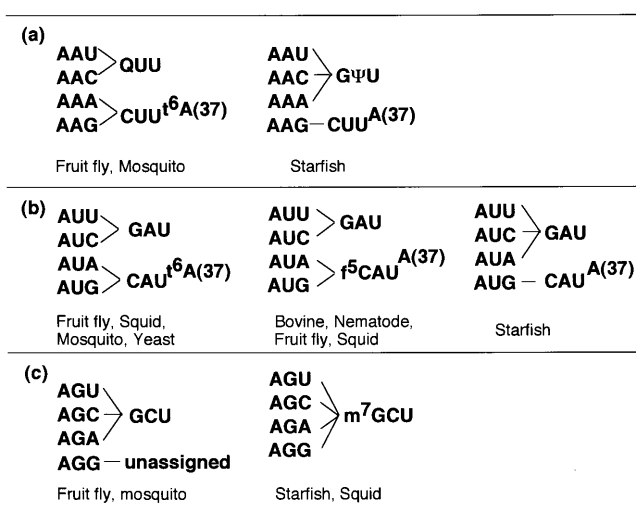 (a)
AAU AAU
AAC QUU AAC GΨU
AAA AAA
AAG CUUt6A(37) AAG CUUA(37)
Fruit fly, Mosquito Starfish
(b)
AUU AUU AUU
AUC GAU AUC GAU AUC GAU
AUA AUA AUA
AUG CAUt6A(37) AUG f5CAUA(37) AUG CAUA(37)
Fruit fly, Squid, Bovine, Nematode, Starfish
Mosquito, Yeast Fruit fly, Squid
(c)
AGU AGU
AGC GCU AGC m7GCU
AGA AGA
AGG unassigned AGG
Fruit fly, mosquito Starfish, Squid